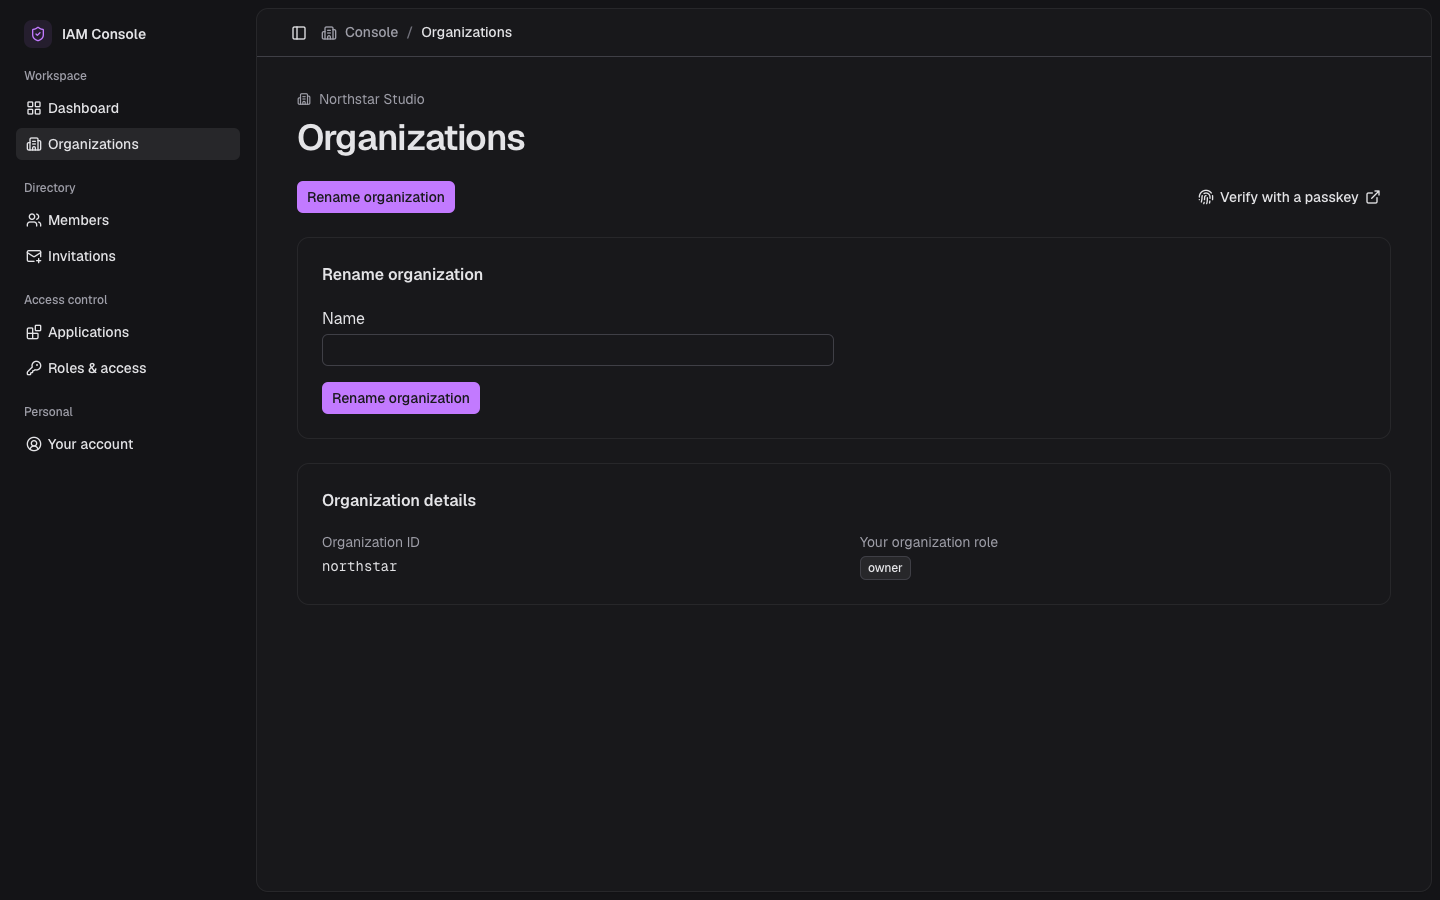 IAM Console
Workspace
Dashboard
Organizations
Directory
Members
Invitations
Access control
Applications
Roles & access
Personal
Your account
Console / Organizations
Northstar Studio
Organizations
Rename organization
Verify with a passkey
Rename organization
Name
Rename organization
Organization details
Organization ID
northstar
Your organization role
owner